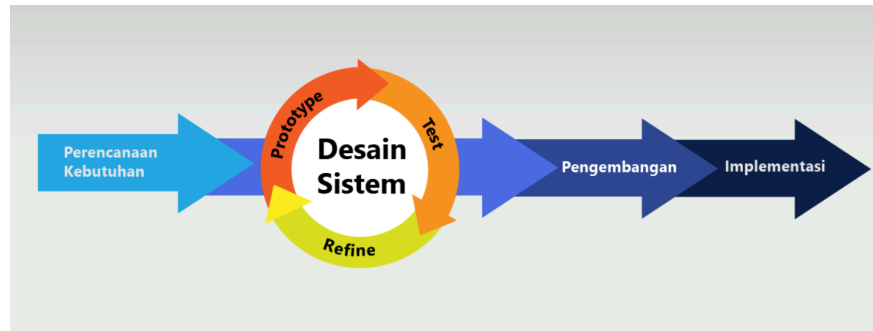 Perencanaan
Kebutuhan
Prototype
Test
Desain
Sistem
Refine
Pengembangan
Implementasi